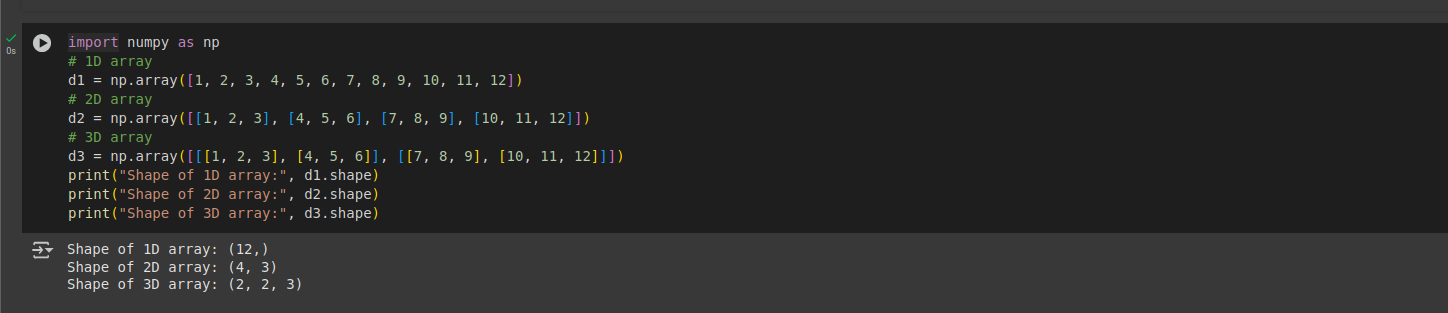 import numpy as np
# 1D array
d1 = np.array([1, 2, 3, 4, 5, 6, 7, 8, 9, 10, 11, 12])
# 2D array
d2 = np.array([[1, 2, 3], [4, 5, 6], [7, 8, 9], [10, 11, 12]])
# 3D array
d3 = np.array([[[1, 2, 3], [4, 5, 6]], [[7, 8, 9], [10, 11, 12]]])
print("Shape of 1D array:", d1.shape)
print("Shape of 2D array:", d2.shape)
print("Shape of 3D array:", d3.shape)
0s
Shape of 1D array: (12,)
Shape of 2D array: (4, 3)
Shape of 3D array: (2, 2, 3)